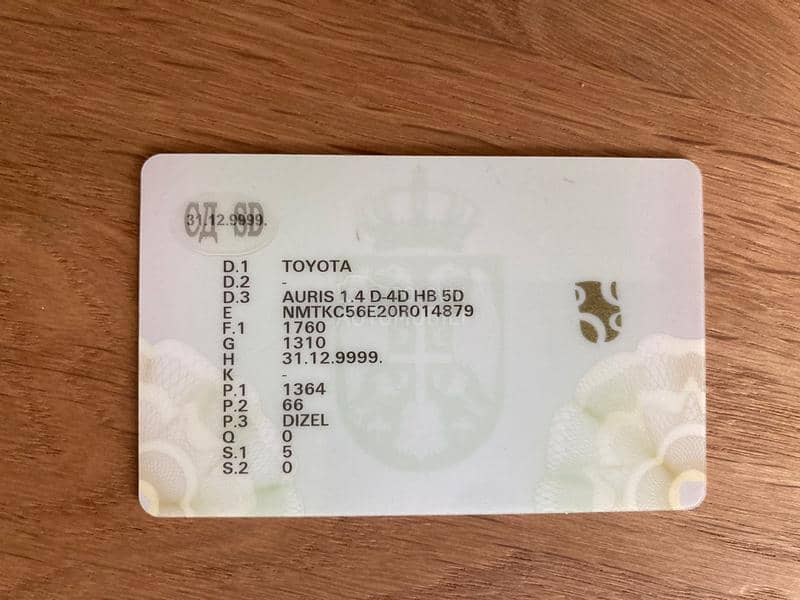 СД SD
31.12.9999.
D.1 TOYOTA
D.2 -
D.3 AURIS 1.4 D-4D HB 5D
E NMTKC56E20R014879
F.1 1760
G 1310
H 31.12.9999.
K -
P.1 1364
P.2 66
P.3 DIZEL
Q 0
S.1 5
S.2 0